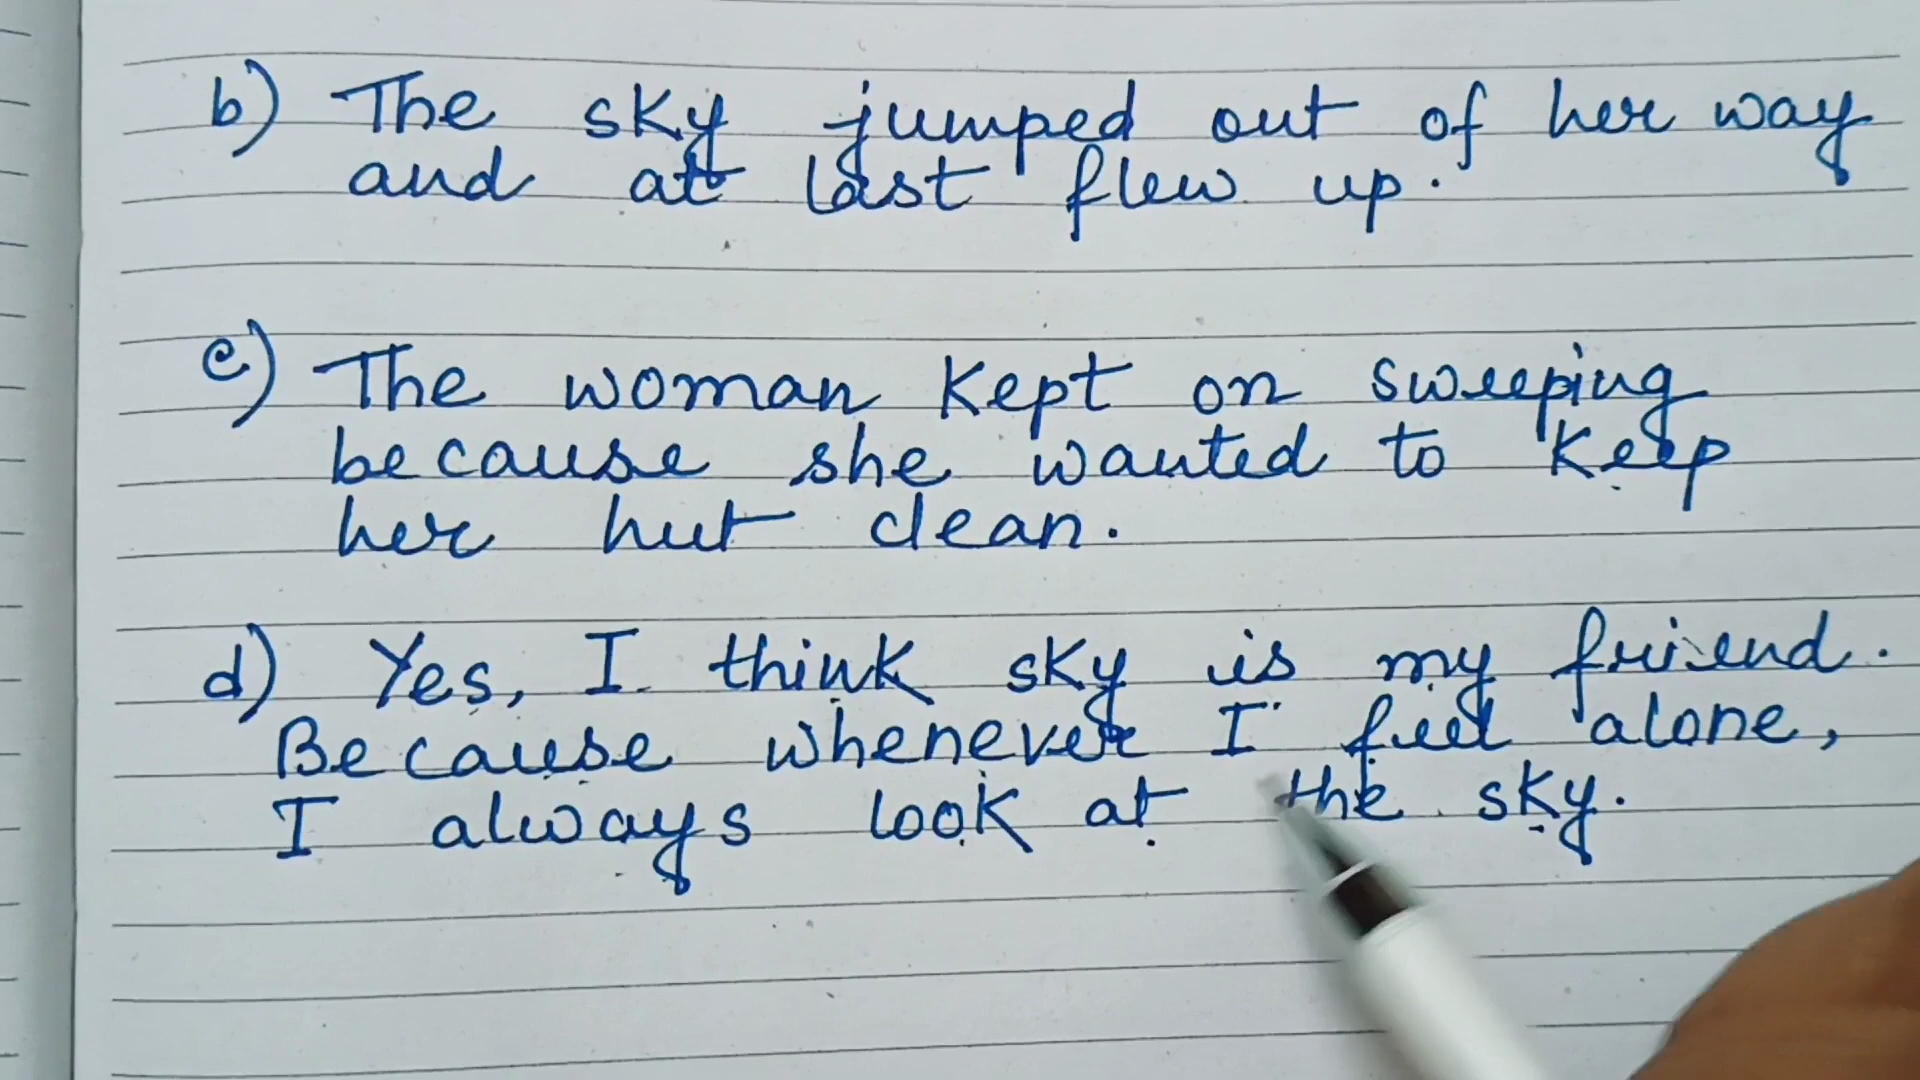 b) The sky jumped out of her way
and at last flew up.
c) The woman kept on sweeping
because she wanted to keep
her hut clean.
d) Yes, I think sky is my friend.
Because whenever I feel alone,
I always look at the sky.